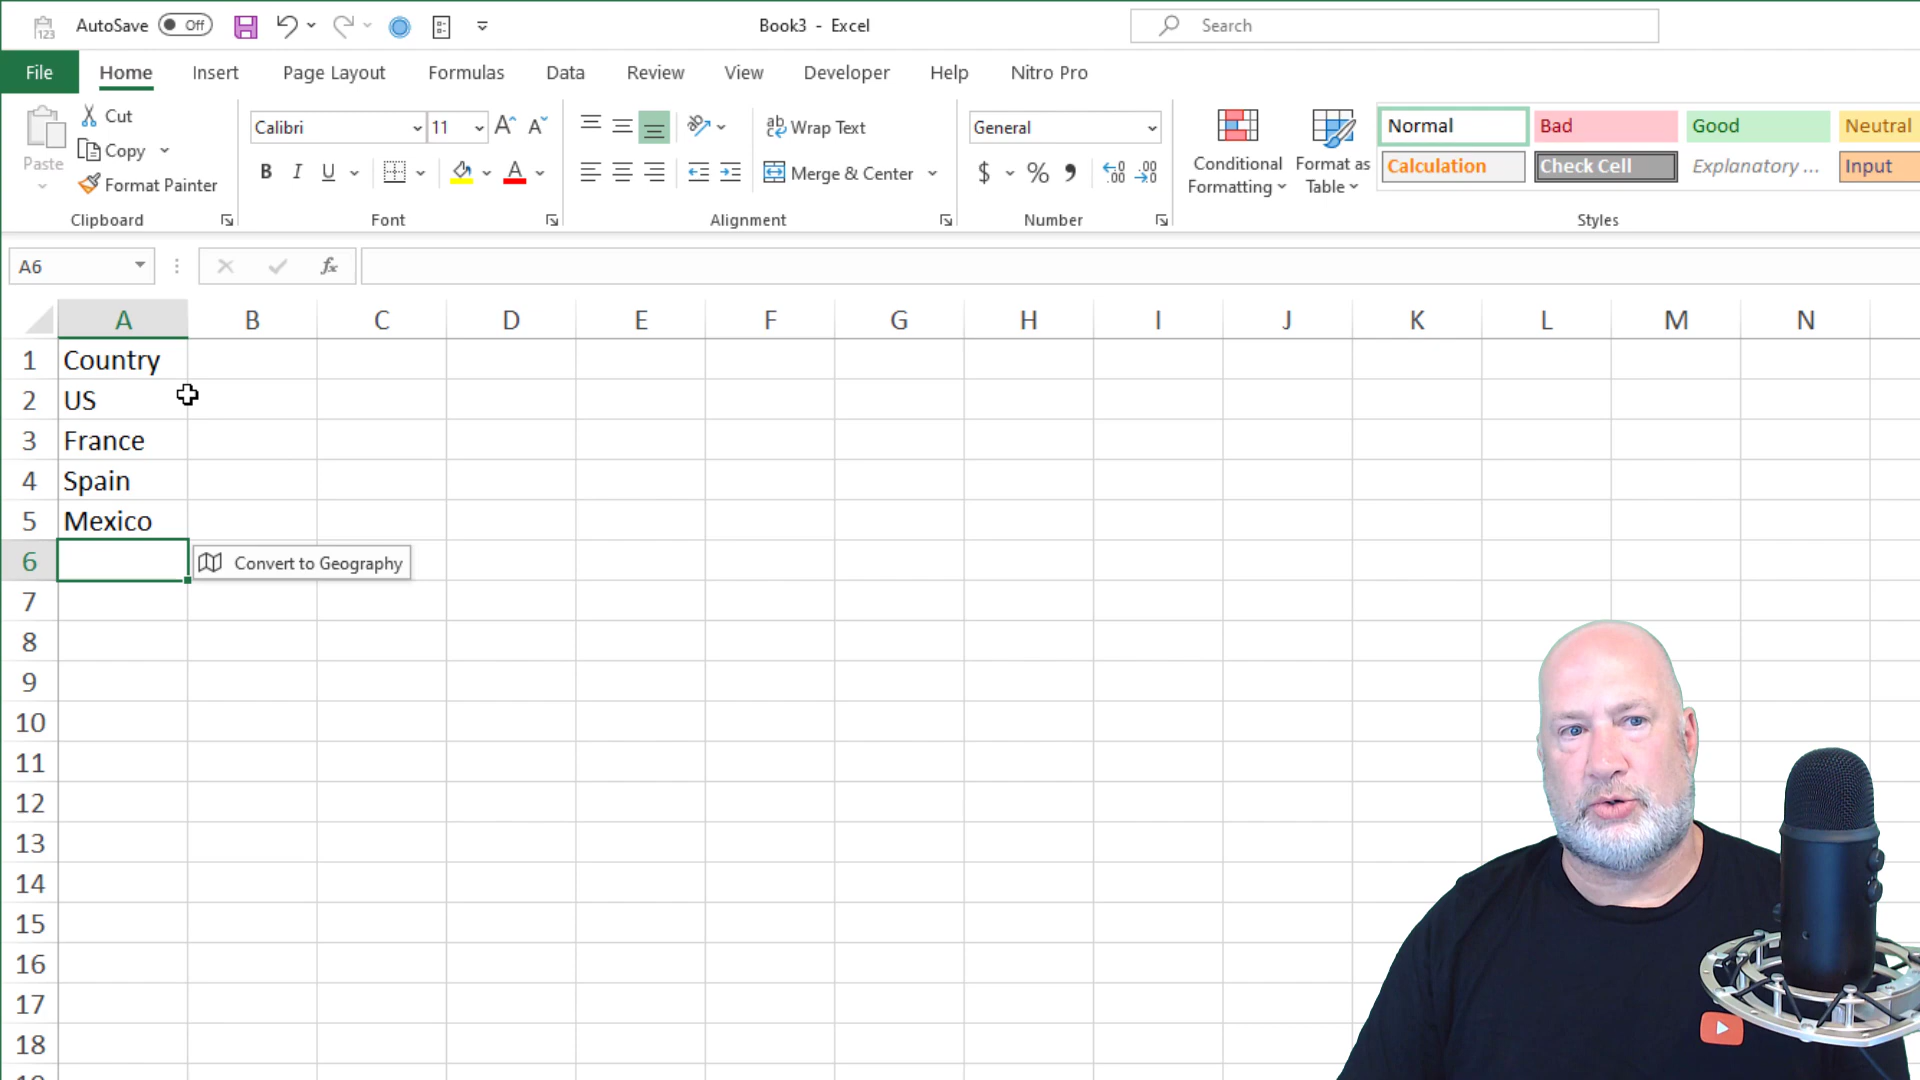 AutoSave Off Book3 - Excel Search
File Home Insert Page Layout Formulas Data Review View Developer Help Nitro Pro
Paste
Cut
Copy
Format Painter
Clipboard
Calibri 11
B I U A
Font
Wrap Text
Merge & Center
Alignment
General
$ % ,
Number
Conditional Formatting
Format as Table
Normal Bad Good Neutral
Calculation Check Cell Explanatory ... Input
Styles
A6 fx
A B C D E F G H I J K L M N
1 Country
2 US
3 France
4 Spain
5 Mexico
6 Convert to Geography
7
8
9
10
11
12
13
14
15
16
17
18